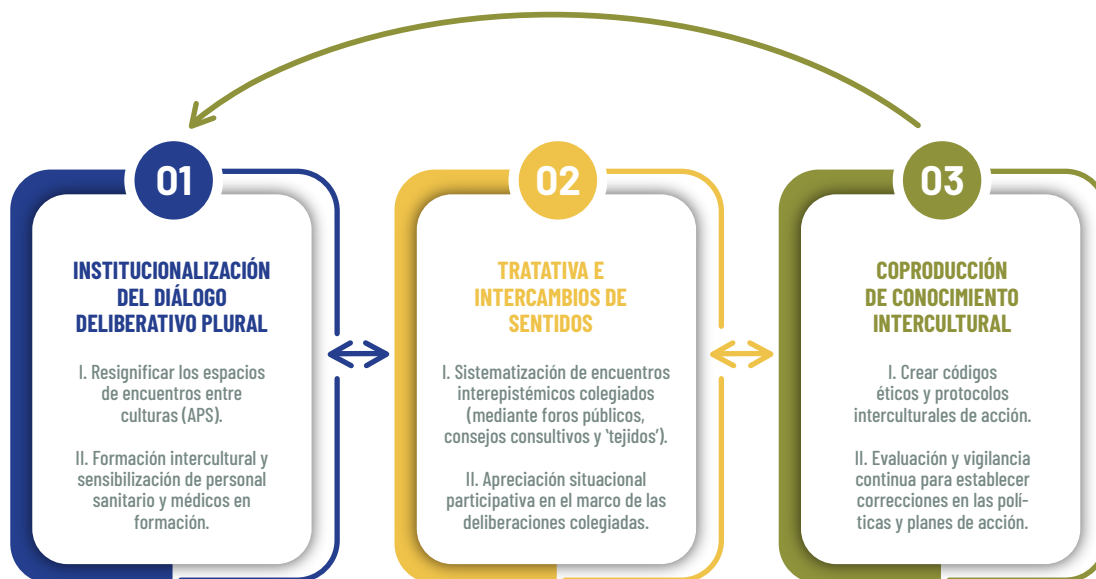 01
INSTITUCIONALIZACIÓN
DEL DIÁLOGO
DELIBERATIVO PLURAL
I. Resignificar los espacios
de encuentros entre
culturas (APS).
II. Formación intercultural y
sensibilización de personal
sanitario y médicos en
formación.
02
TRATATIVA E
INTERCAMBIOS DE
SENTIDOS
I. Sistematización de encuentros
interepistémicos colegiados
(mediante foros públicos,
consejos consultivos y ‘tejidos’).
II. Apreciación situacional
participativa en el marco de las
deliberaciones colegiadas.
03
COPRODUCCIÓN
DE CONOCIMIENTO
INTERCULTURAL
I. Crear códigos
éticos y protocolos
interculturales de acción.
II. Evaluación y vigilancia
continua para establecer
correcciones en las polí-
ticas y planes de acción.